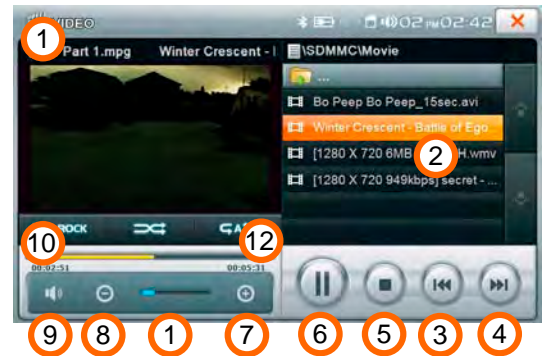 VIDEO 02 PM 02:42
1
Part 1.mpg Winter Crescent - \SDMMC\Movie
...
Bo Peep Bo Peep_15sec.avi
Winter Crescent - Battle of Ego
[1280 X 720 6MB 2 H.wmv
[1280 X 720 949kbps] secret - ...
ROCK A
10 12
00:02:51 00:05:31
9 8 1 7 6 5 3 4